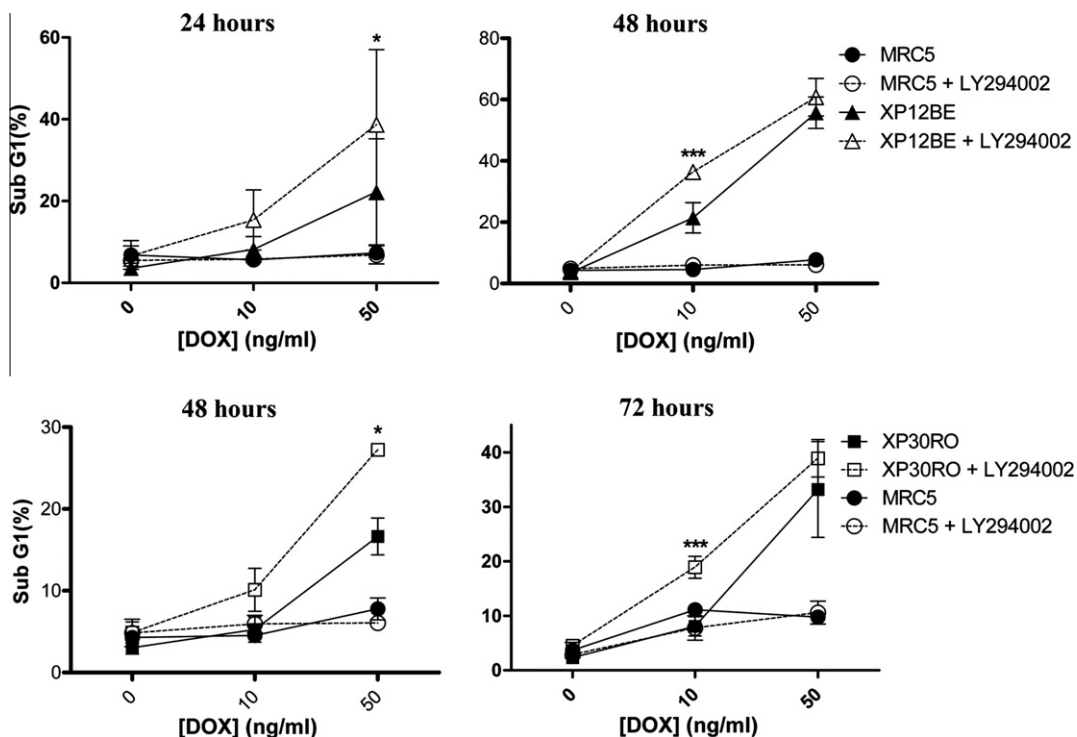 24 hours
60
40
20
0
Sub G1(%)
*
0
10
50
[DOX] (ng/ml)
48 hours
80
60
40
20
0
***
0
10
50
[DOX] (ng/ml)
MRC5
MRC5 + LY294002
XP12BE
XP12BE + LY294002
48 hours
30
20
10
0
Sub G1(%)
*
0
10
50
[DOX] (ng/ml)
72 hours
40
30
20
10
0
***
0
10
50
[DOX] (ng/ml)
XP30RO
XP30RO + LY294002
MRC5
MRC5 + LY294002